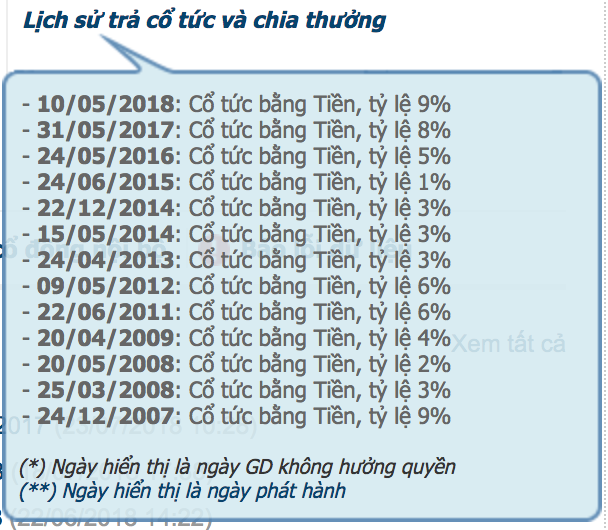 Lịch sử trả cổ tức và chia thưởng
- 10/05/2018: Cổ tức bằng Tiền, tỷ lệ 9%
- 31/05/2017: Cổ tức bằng Tiền, tỷ lệ 8%
- 24/05/2016: Cổ tức bằng Tiền, tỷ lệ 5%
- 24/06/2015: Cổ tức bằng Tiền, tỷ lệ 1%
- 22/12/2014: Cổ tức bằng Tiền, tỷ lệ 3%
- 15/05/2014: Cổ tức bằng Tiền, tỷ lệ 3%
- 24/04/2013: Cổ tức bằng Tiền, tỷ lệ 3%
- 09/05/2012: Cổ tức bằng Tiền, tỷ lệ 6%
- 22/06/2011: Cổ tức bằng Tiền, tỷ lệ 6%
- 20/04/2009: Cổ tức bằng Tiền, tỷ lệ 4%
Xem tất cả
- 20/05/2008: Cổ tức bằng Tiền, tỷ lệ 2%
- 25/03/2008: Cổ tức bằng Tiền, tỷ lệ 3%
- 24/12/2007: Cổ tức bằng Tiền, tỷ lệ 9%
(*) Ngày hiển thị là ngày GD không hưởng quyền
(**) Ngày hiển thị là ngày phát hành
(22/06/2018 14:22)